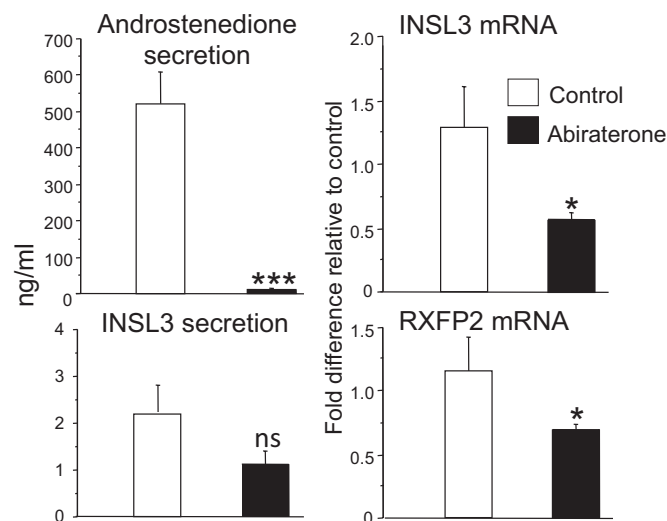 Androstenedione
secretion
700
600
500
400
300
200
100
0
***
ng/ml
INSL3 mRNA
2.0
1.5
1.0
0.5
0
*
Control
Abiraterone
Fold difference relative to control
INSL3 secretion
4
3
2
1
0
ns
RXFP2 mRNA
1.5
1.0
0.5
0.0
*